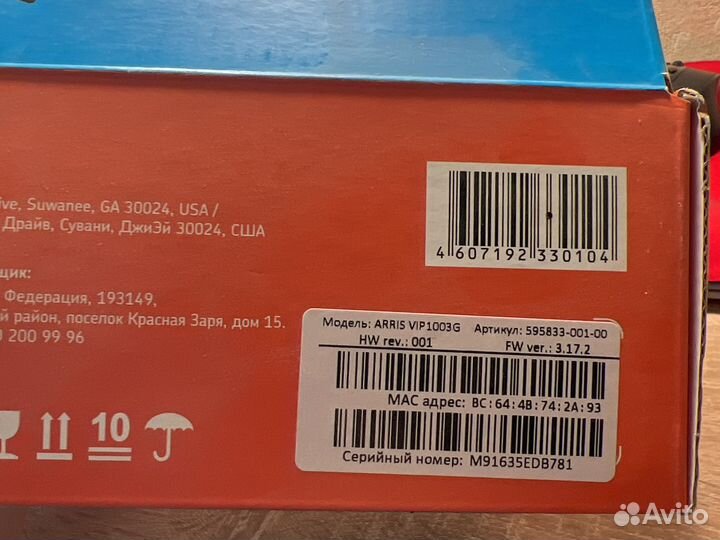 ive, Suwanee, GA 30024, USA /
Драйв, Сувани, ДжиЭй 30024, США
щик:
Федерация, 193149,
й район, поселок Красная Заря, дом 15.
0 200 99 96
10
4 607192 330104
Модель: ARRIS VIP1003G Артикул: 595833-001-00
HW rev.: 001 FW ver.: 3.17.2
MAC адрес: BC:64:4B:74:2A:93
Серийный номер: M91635EDB781
Avito